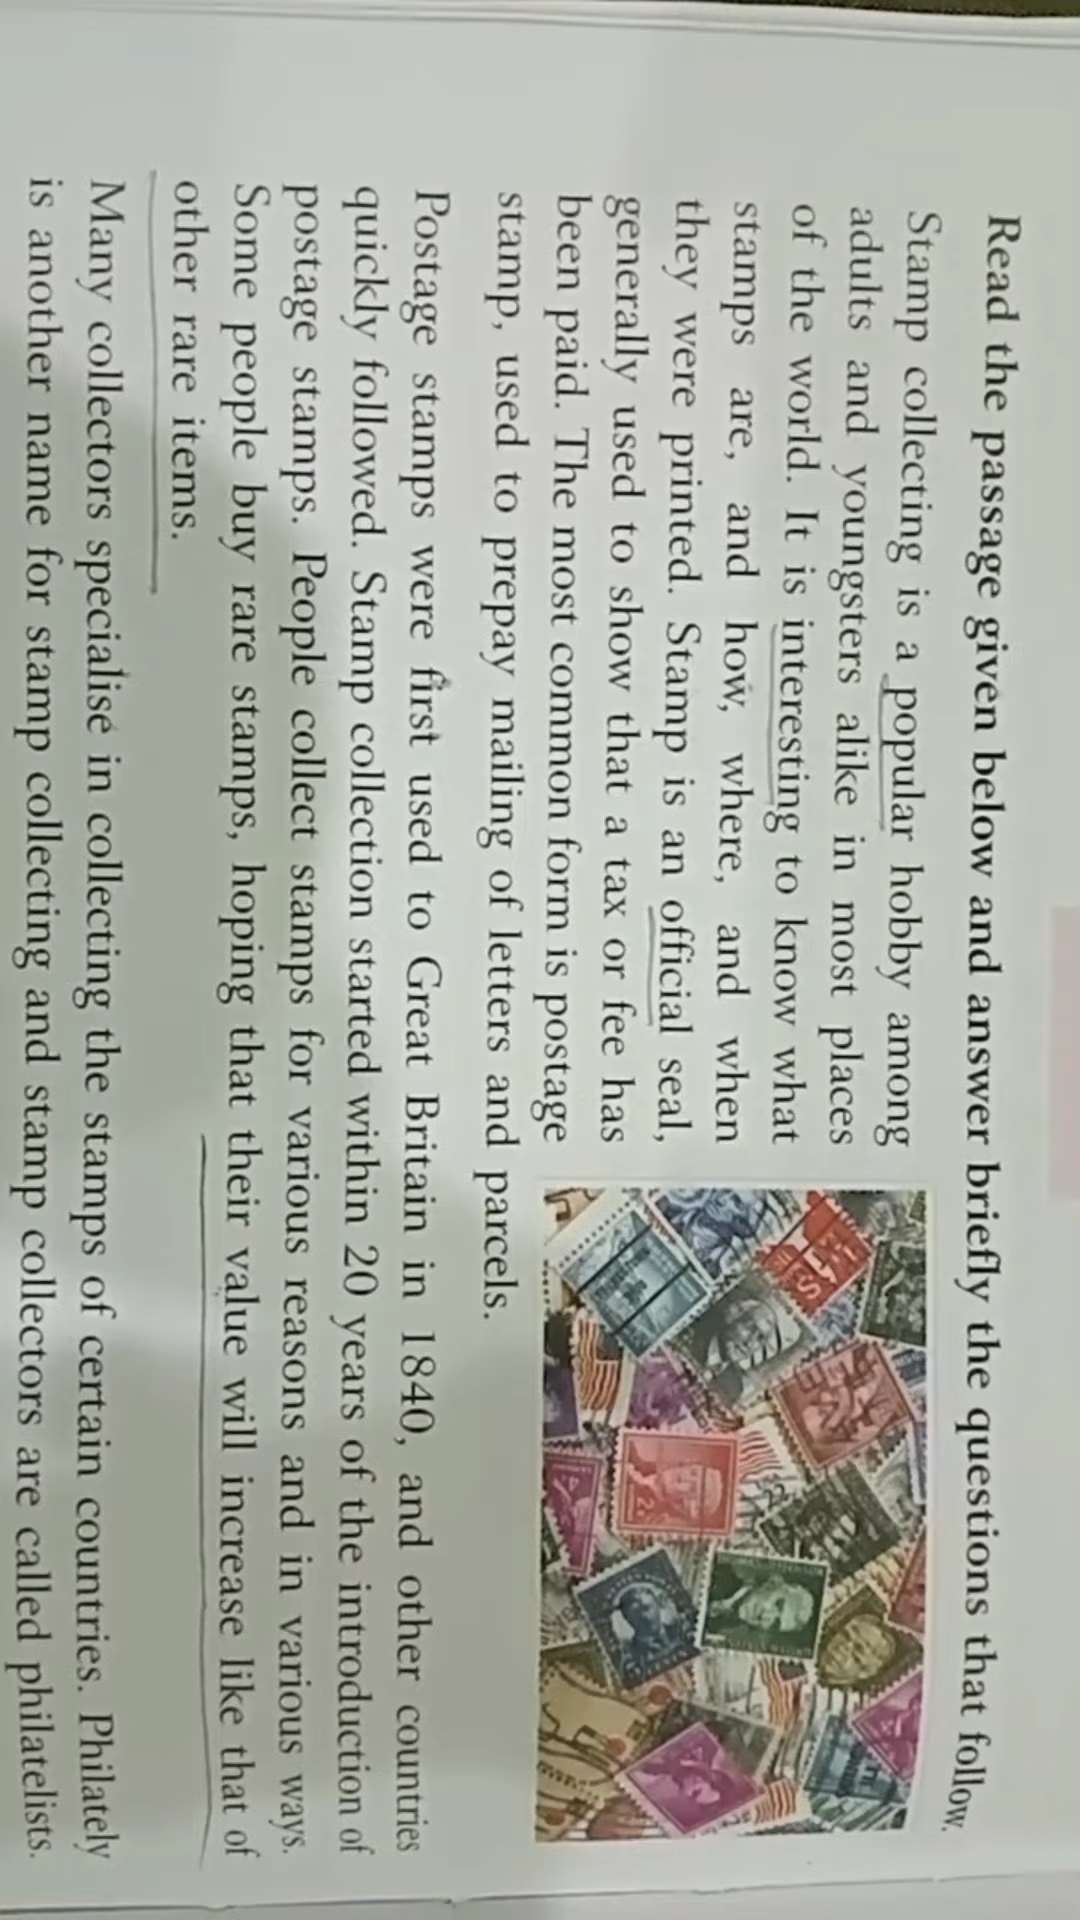 Read the passage given below and answer briefly the questions that follow.
Stamp collecting is a popular hobby among
adults and youngsters alike in most places
of the world. It is interesting to know what
stamps are, and how, where, and when
they were printed. Stamp is an official seal,
generally used to show that a tax or fee has
been paid. The most common form is postage
stamp, used to prepay mailing of letters and parcels.
Postage stamps were first used to Great Britain in 1840, and other countries
quickly followed. Stamp collection started within 20 years of the introduction of
postage stamps. People collect stamps for various reasons and in various ways.
Some people buy rare stamps, hoping that their value will increase like that of
other rare items.
Many collectors specialise in collecting the stamps of certain countries. Philately
is another name for stamp collecting and stamp collectors are called philatelists.